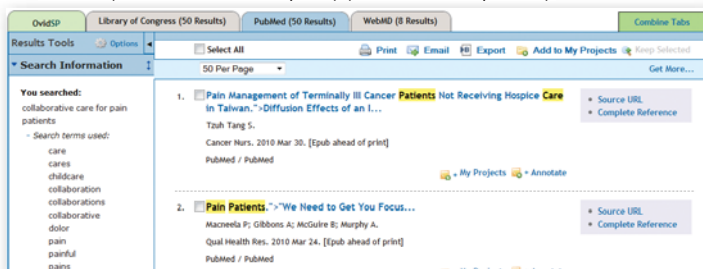 OvidSP
Library of Congress (50 Results)
PubMed (50 Results)
WebMD (8 Results)
Combine Tabs
Results Tools
Options
Select All
Print
Email
Export
Add to My Projects
Keep Selected
Search Information
50 Per Page
Get More...
You searched:
collaborative care for pain
patients
- Search terms used:
care
cares
childcare
collaboration
collaborations
collaborative
dolor
pain
painful
pains
1. Pain Management of Terminally Ill Cancer Patients Not Receiving Hospice Care
in Taiwan.">Diffusion Effects of an I...
Tzuh Tang S.
Cancer Nurs. 2010 Mar 30. [Epub ahead of print]
PubMed / PubMed
+ My Projects
+ Annotate
Source URL
Complete Reference
2. Pain Patients.">"We Need to Get You Focus...
Macneela P; Gibbons A; McGuire B; Murphy A.
Qual Health Res. 2010 Mar 24. [Epub ahead of print]
PubMed / PubMed
Source URL
Complete Reference